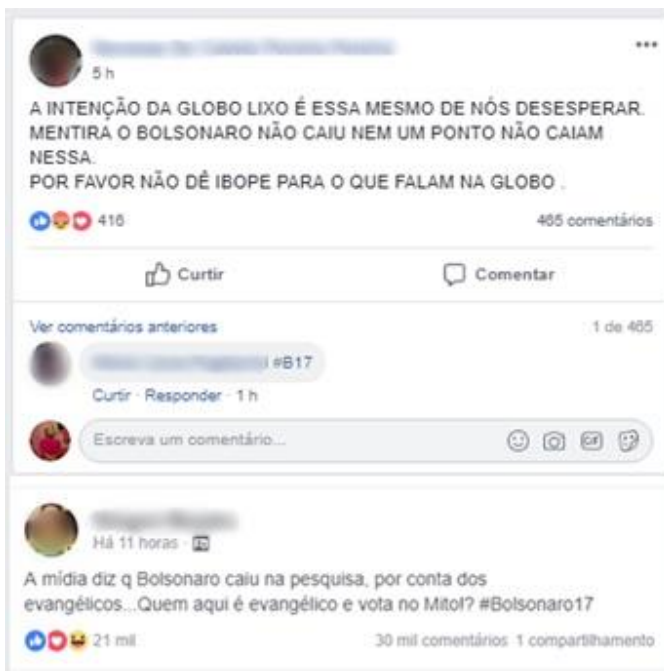 5 h
A INTENÇÃO DA GLOBO LIXO É ESSA MESMO DE NÓS DESESPERAR.
MENTIRA O BOLSONARO NÃO CAIU NEM UM PONTO NÃO CAIAM
NESSA.
POR FAVOR NÃO DÊ IBOPE PARA O QUE FALAM NA GLOBO .
416 465 comentários
Curtir Comentar
Ver comentários anteriores 1 de 465
#B17
Curtir · Responder · 1 h
Escreva um comentário... GIF
Há 11 horas ·
A mídia diz q Bolsonaro caiu na pesquisa, por conta dos
evangélicos...Quem aqui é evangélico e vota no Mito!? #Bolsonaro17
21 mil 30 mil comentários 1 compartilhamento